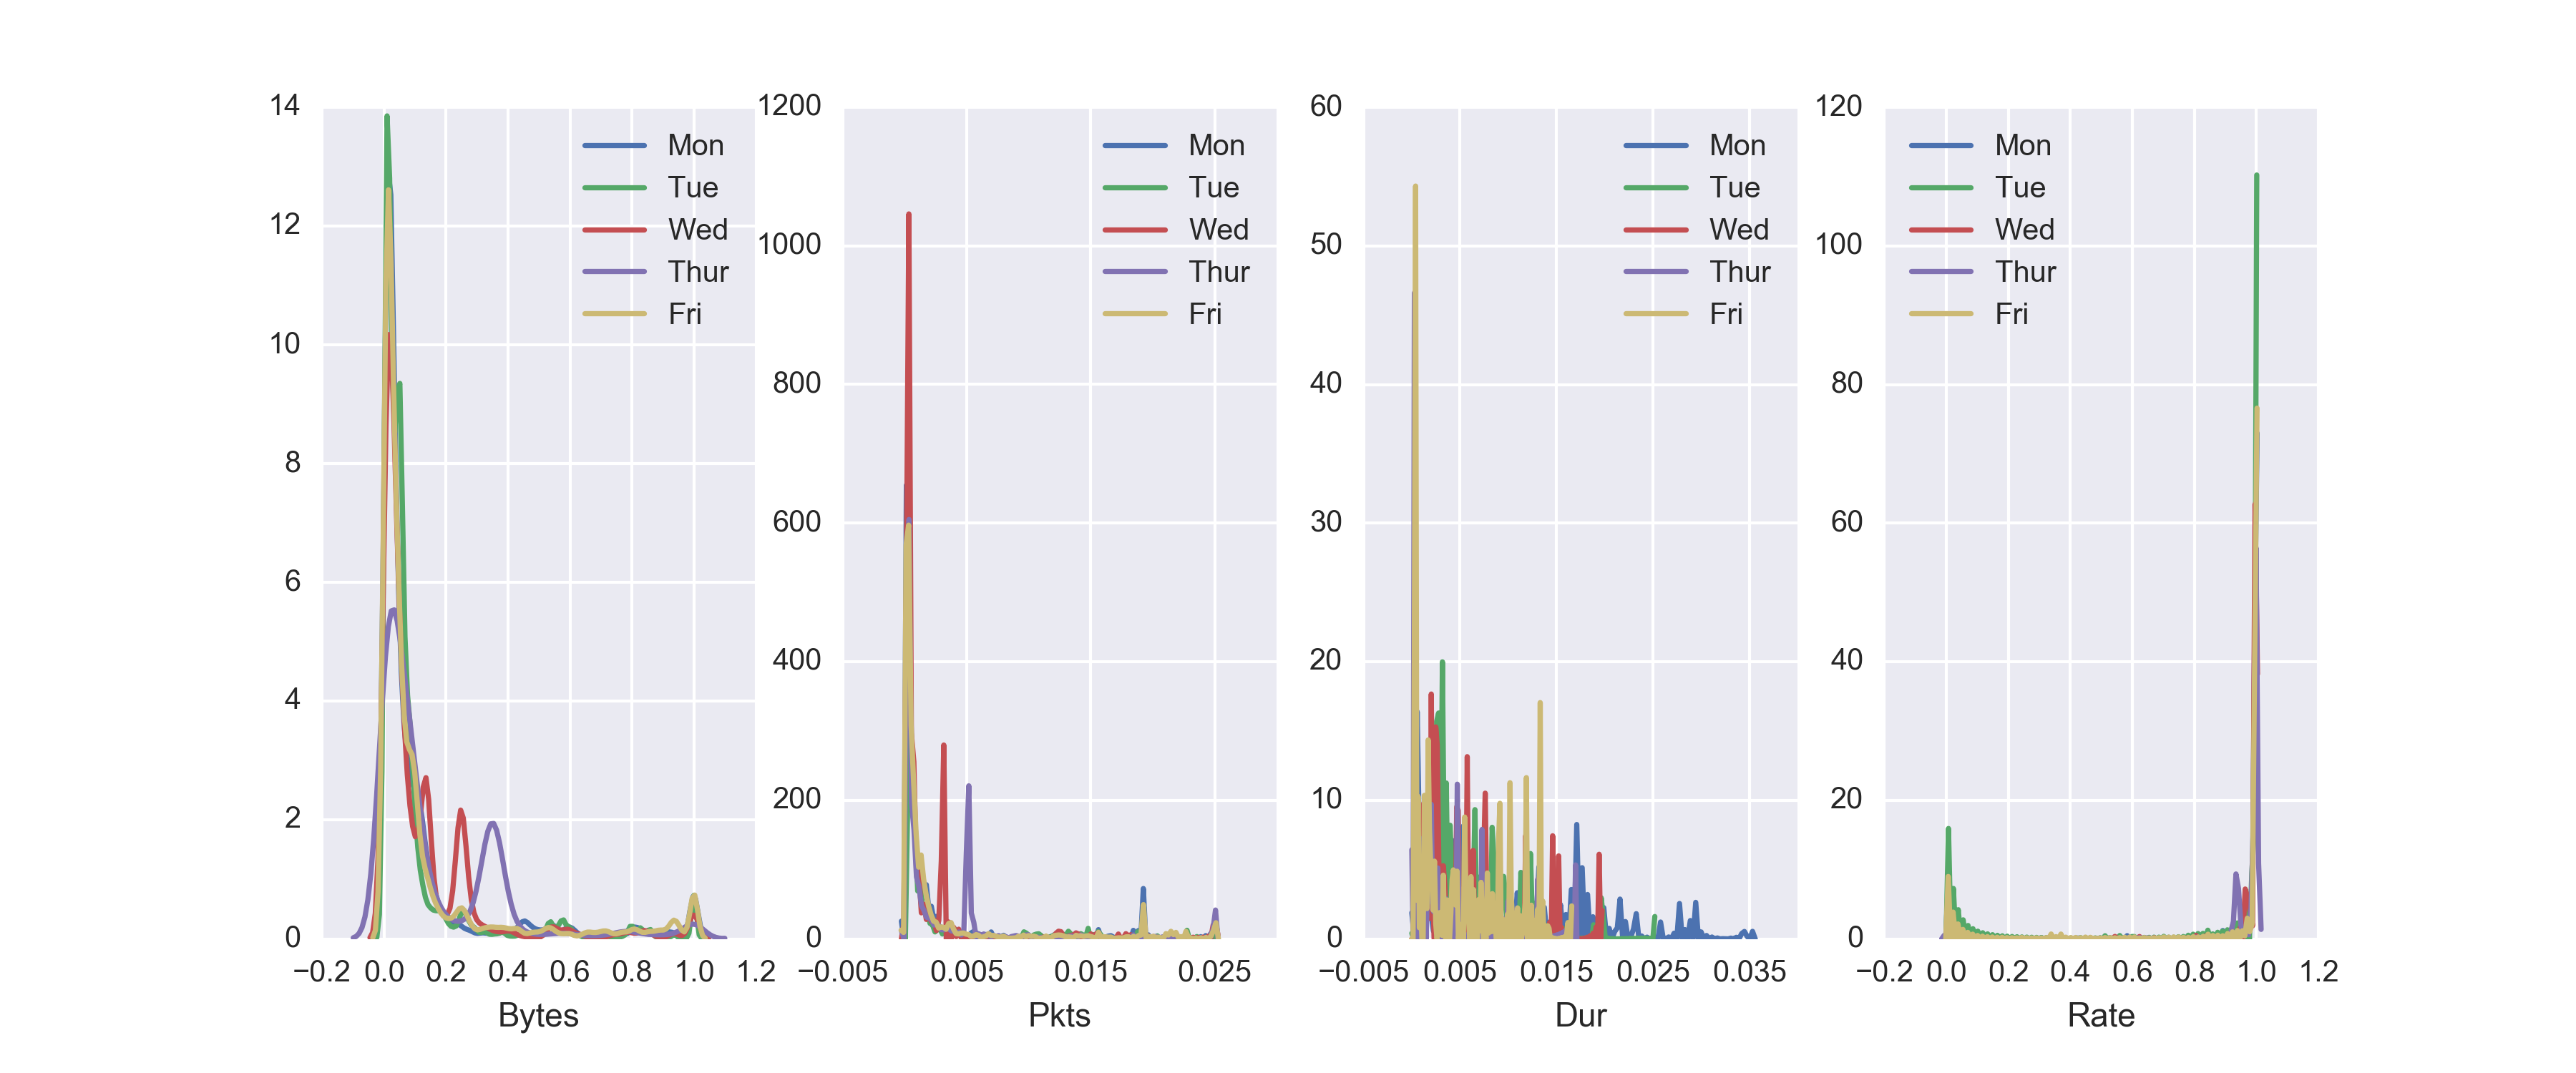 14
12
10
8
6
4
2
0
−0.2 0.0 0.2 0.4 0.6 0.8 1.0 1.2
Bytes
Mon
Tue
Wed
Thur
Fri
1200
1000
800
600
400
200
0
−0.005 0.005 0.015 0.025
Pkts
Mon
Tue
Wed
Thur
Fri
60
50
40
30
20
10
0
−0.005 0.005 0.015 0.025 0.035
Dur
Mon
Tue
Wed
Thur
Fri
120
100
80
60
40
20
0
−0.2 0.0 0.2 0.4 0.6 0.8 1.0 1.2
Rate
Mon
Tue
Wed
Thur
Fri